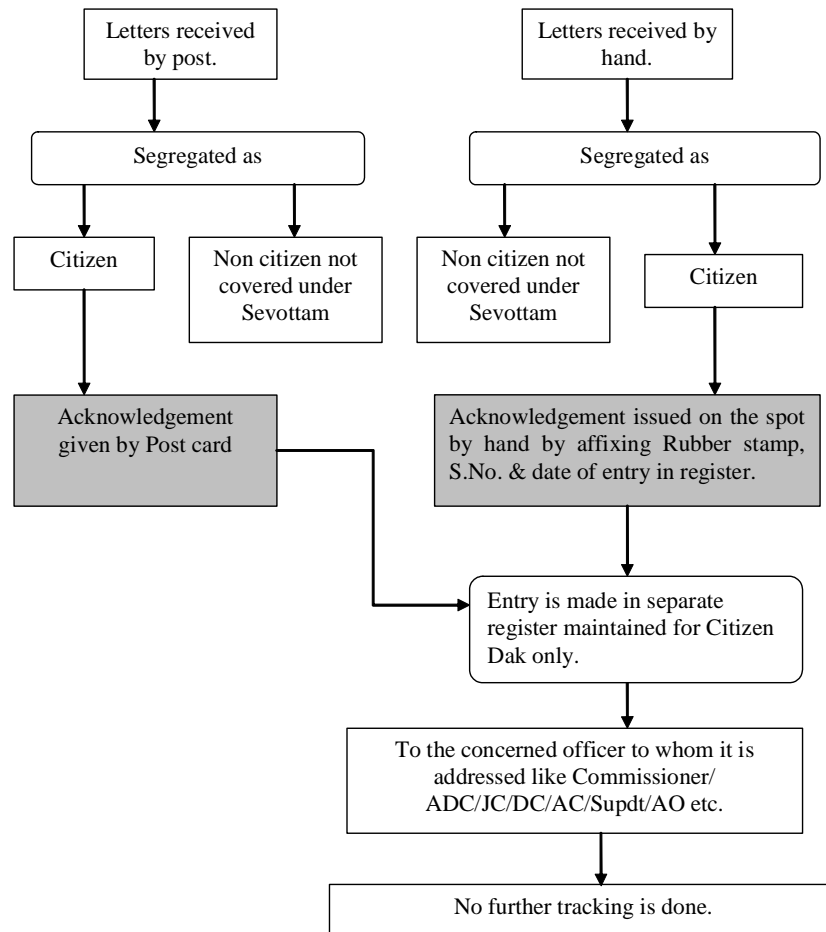 Letters received
by post.
Letters received by
hand.
Segregated as
Segregated as
Citizen
Non citizen not
covered under
Sevottam
Non citizen not
covered under
Sevottam
Citizen
Acknowledgement
given by Post card
Acknowledgement issued on the spot
by hand by affixing Rubber stamp,
S.No. & date of entry in register.
Entry is made in separate
register maintained for Citizen
Dak only.
To the concerned officer to whom it is
addressed like Commissioner/
ADC/JC/DC/AC/Supdt/AO etc.
No further tracking is done.